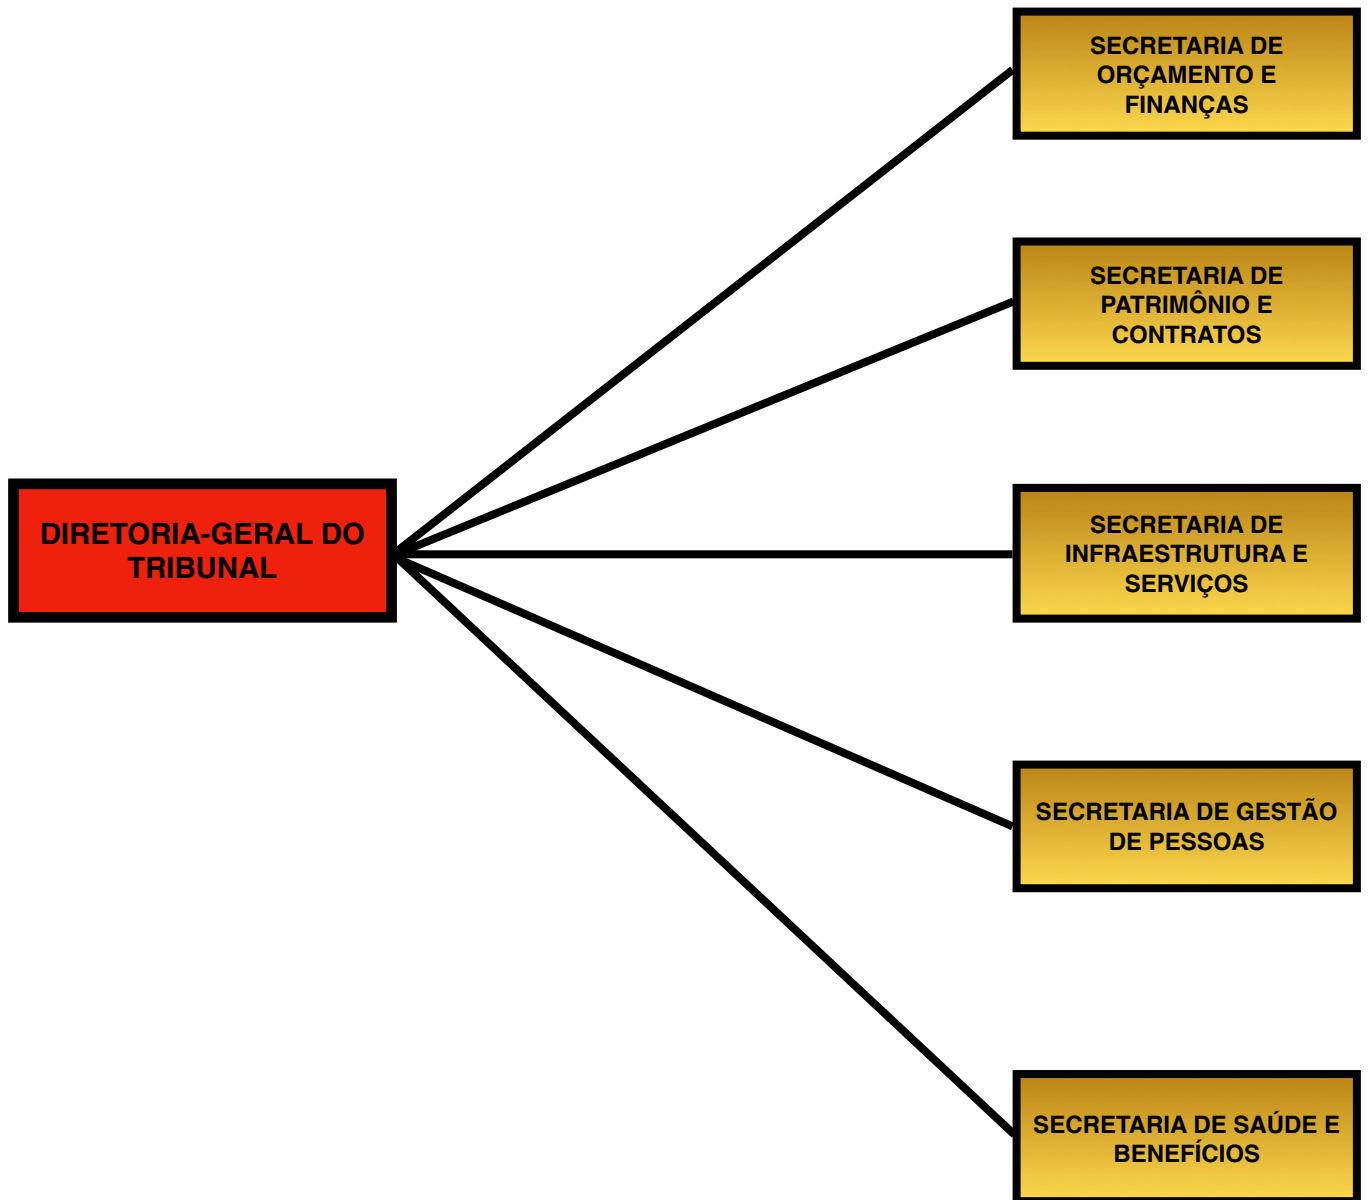 SECRETARIA DE
ORÇAMENTO E
FINANÇAS
SECRETARIA DE
PATRIMÔNIO E
CONTRATOS
DIRETORIA-GERAL DO
TRIBUNAL
SECRETARIA DE
INFRAESTRUTURA E
SERVIÇOS
SECRETARIA DE GESTÃO
DE PESSOAS
SECRETARIA DE SAÚDE E
BENEFÍCIOS